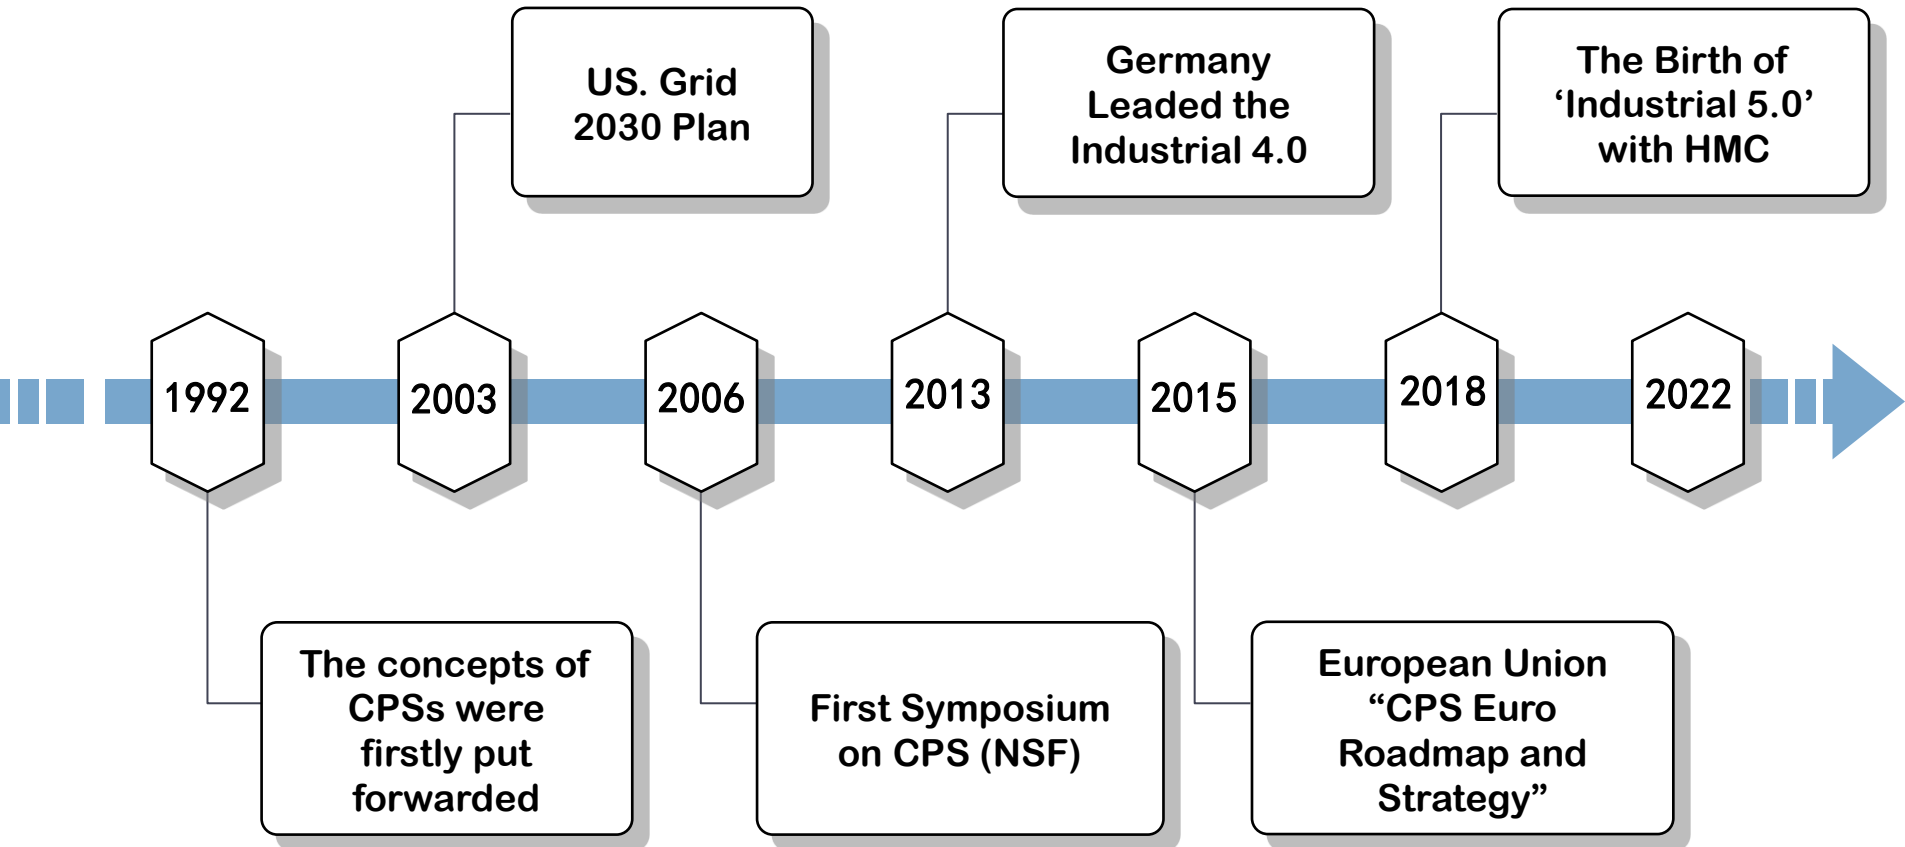 US. Grid
2030 Plan
Germany
Leaded the
Industrial 4.0
The Birth of
‘Industrial 5.0’
with HMC
1992
2003
2006
2013
2015
2018
2022
The concepts of
CPSs were
firstly put
forwarded
First Symposium
on CPS (NSF)
European Union
“CPS Euro
Roadmap and
Strategy”